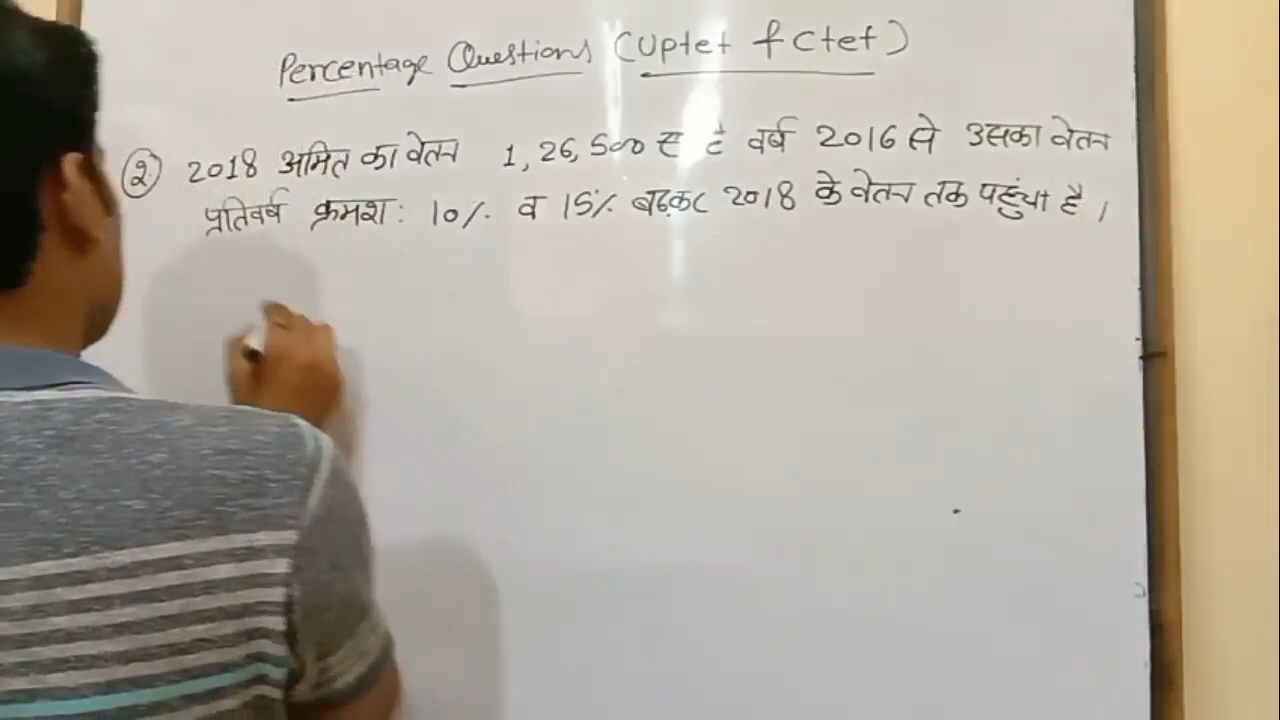 Percentage Questions (Uptet & Ctet)
२. 2018 अमित का वेतन 1,26,500 रु है वर्ष 2016 से उसका वेतन
प्रतिवर्ष क्रमश: 10% व 15% बढ़कर 2018 के वेतन तक पहुंचा है।